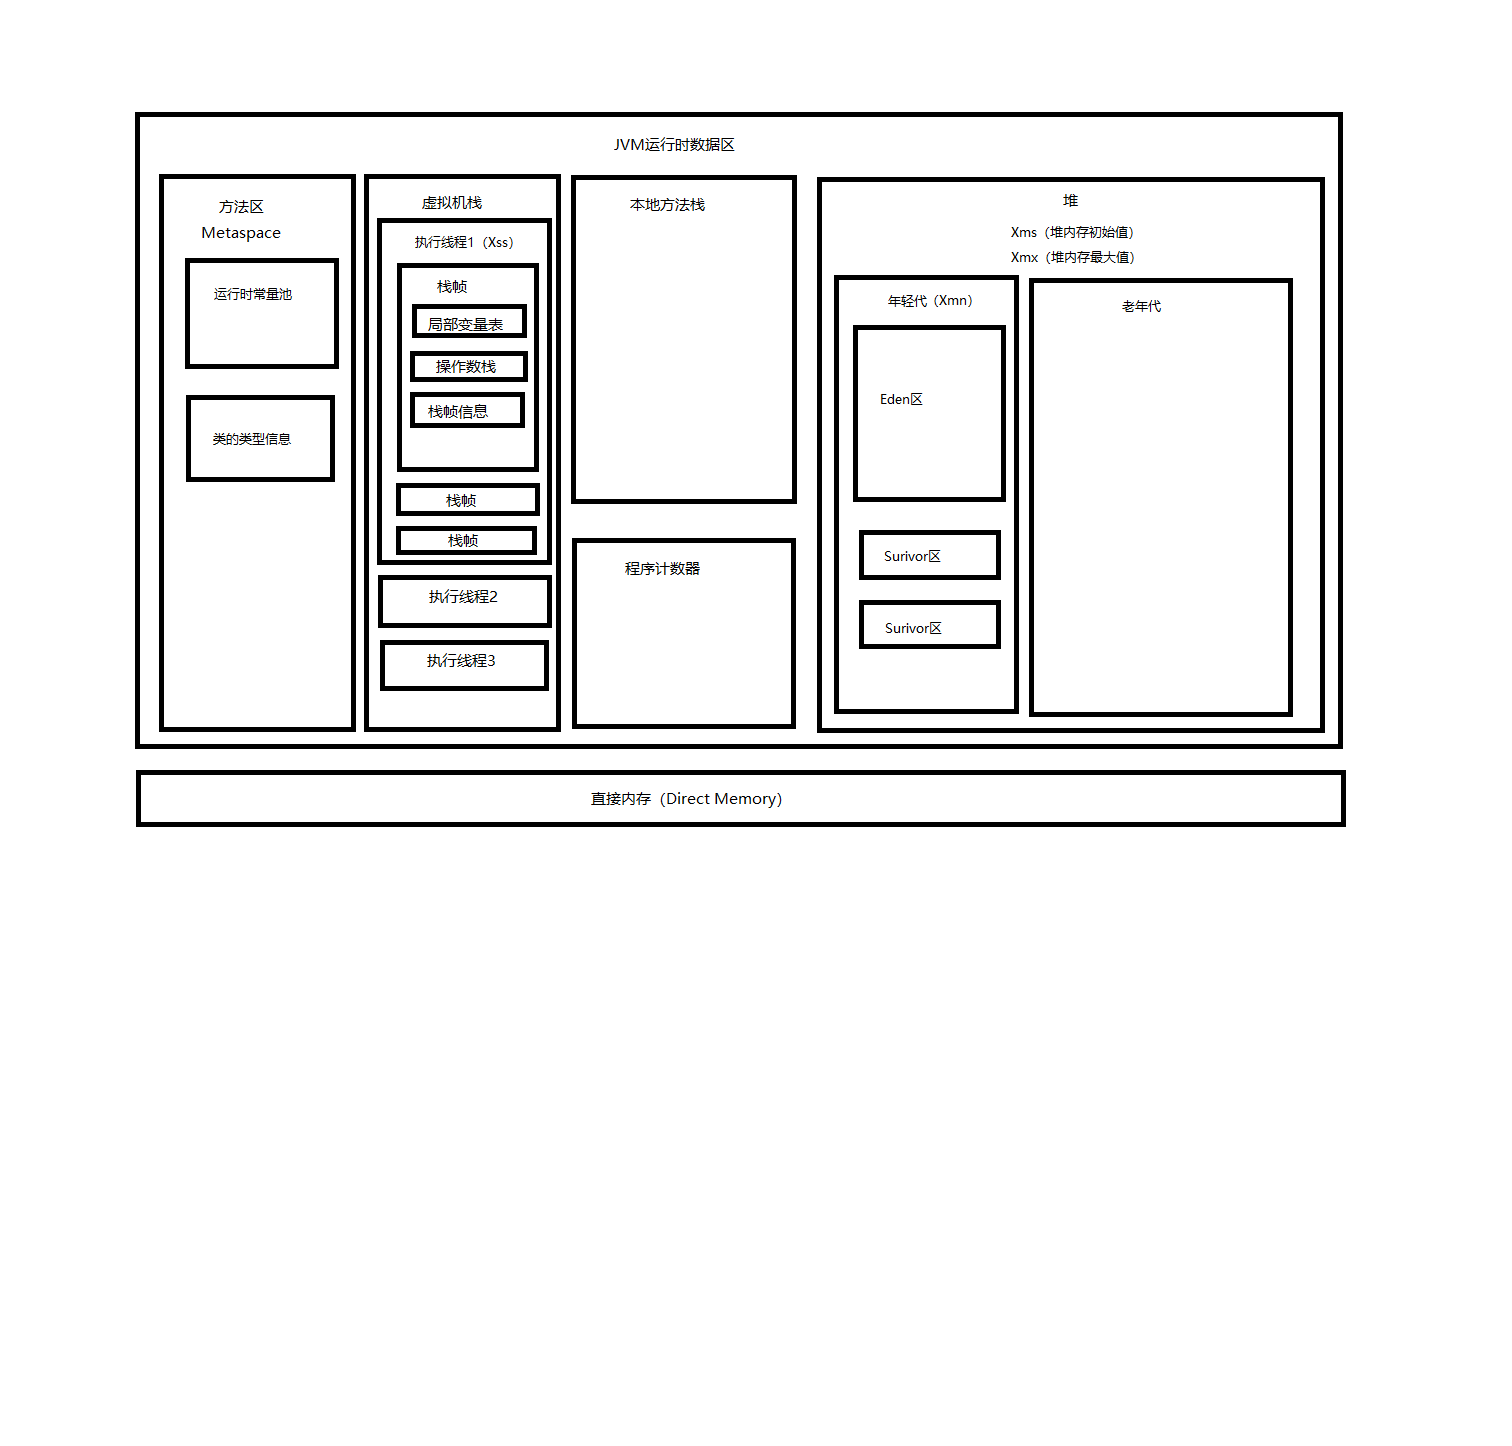 JVM运行时数据区
方法区
Metaspace
运行时常量池
类的类型信息
虚拟机栈
执行线程1（Xss）
栈帧
局部变量表
操作数栈
栈帧信息
栈帧
栈帧
执行线程2
执行线程3
本地方法栈
程序计数器
堆
Xms（堆内存初始值）
Xmx（堆内存最大值）
年轻代（Xmn）
Eden区
Surivor区
Surivor区
老年代
直接内存（Direct Memory）